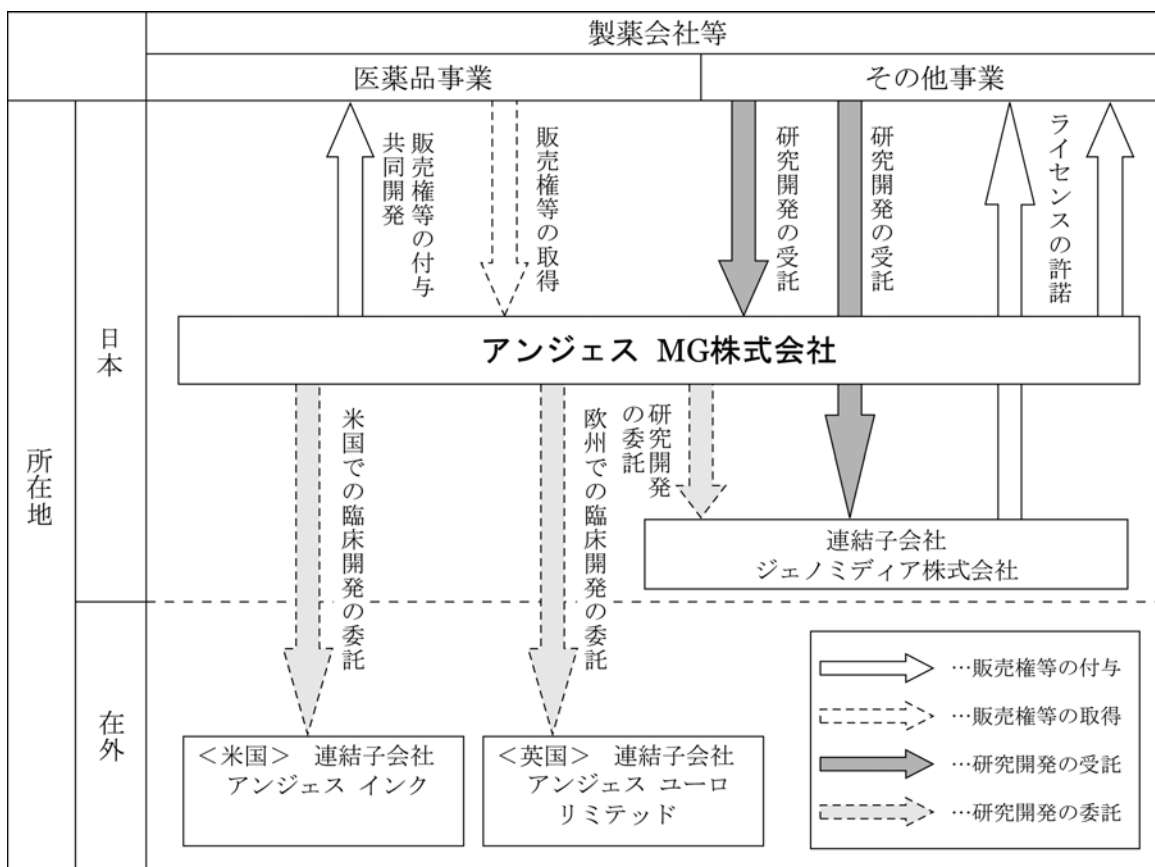 製薬会社等
医薬品事業
その他事業
所在地
日本
在外
販売権等の付与
共同開発
販売権等の取得
研究開発の受託
研究開発の受託
ライセンスの許諾
アンジェス MG株式会社
米国での臨床開発の委託
欧州での臨床開発の委託
研究開発
の委託
連結子会社
ジェノミディア株式会社
＜米国＞ 連結子会社
アンジェス インク
＜英国＞ 連結子会社
アンジェス ユーロ
リミテッド
…販売権等の付与
…販売権等の取得
…研究開発の受託
…研究開発の委託